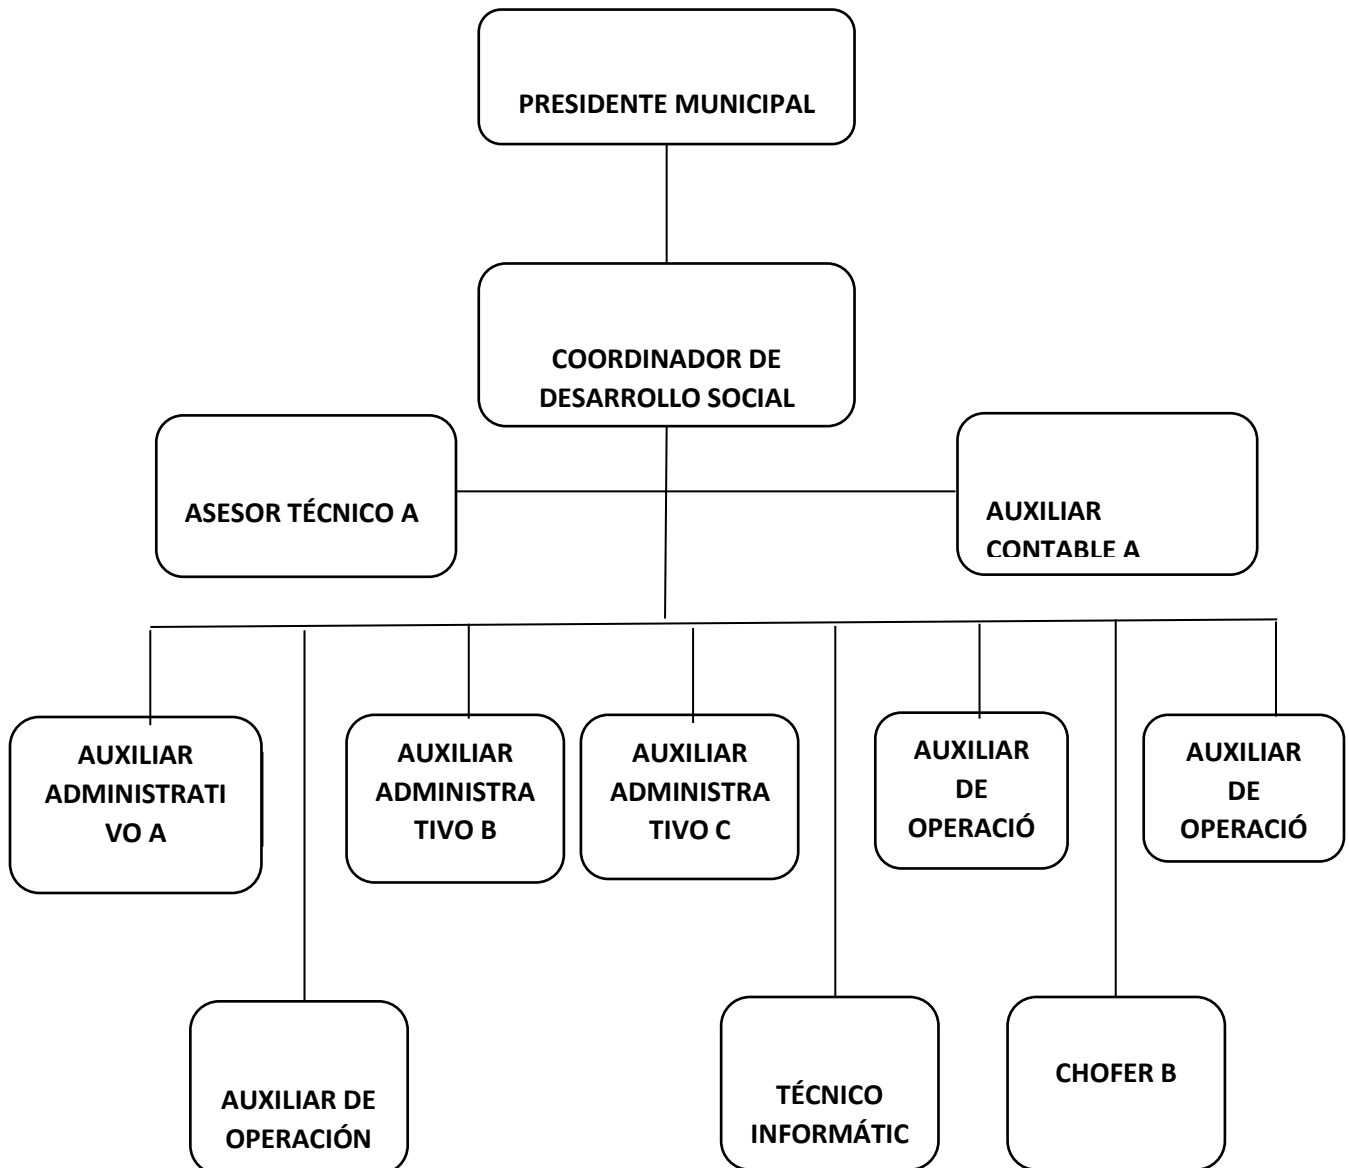 PRESIDENTE MUNICIPAL
COORDINADOR DE
DESARROLLO SOCIAL
ASESOR TÉCNICO A
AUXILIAR
CONTABLE A
AUXILIAR
ADMINISTRATI
VO A
AUXILIAR
ADMINISTRA
TIVO B
AUXILIAR
ADMINISTRA
TIVO C
AUXILIAR
DE
OPERACIÓ
AUXILIAR
DE
OPERACIÓ
AUXILIAR DE
OPERACIÓN
TÉCNICO
INFORMÁTIC
CHOFER B